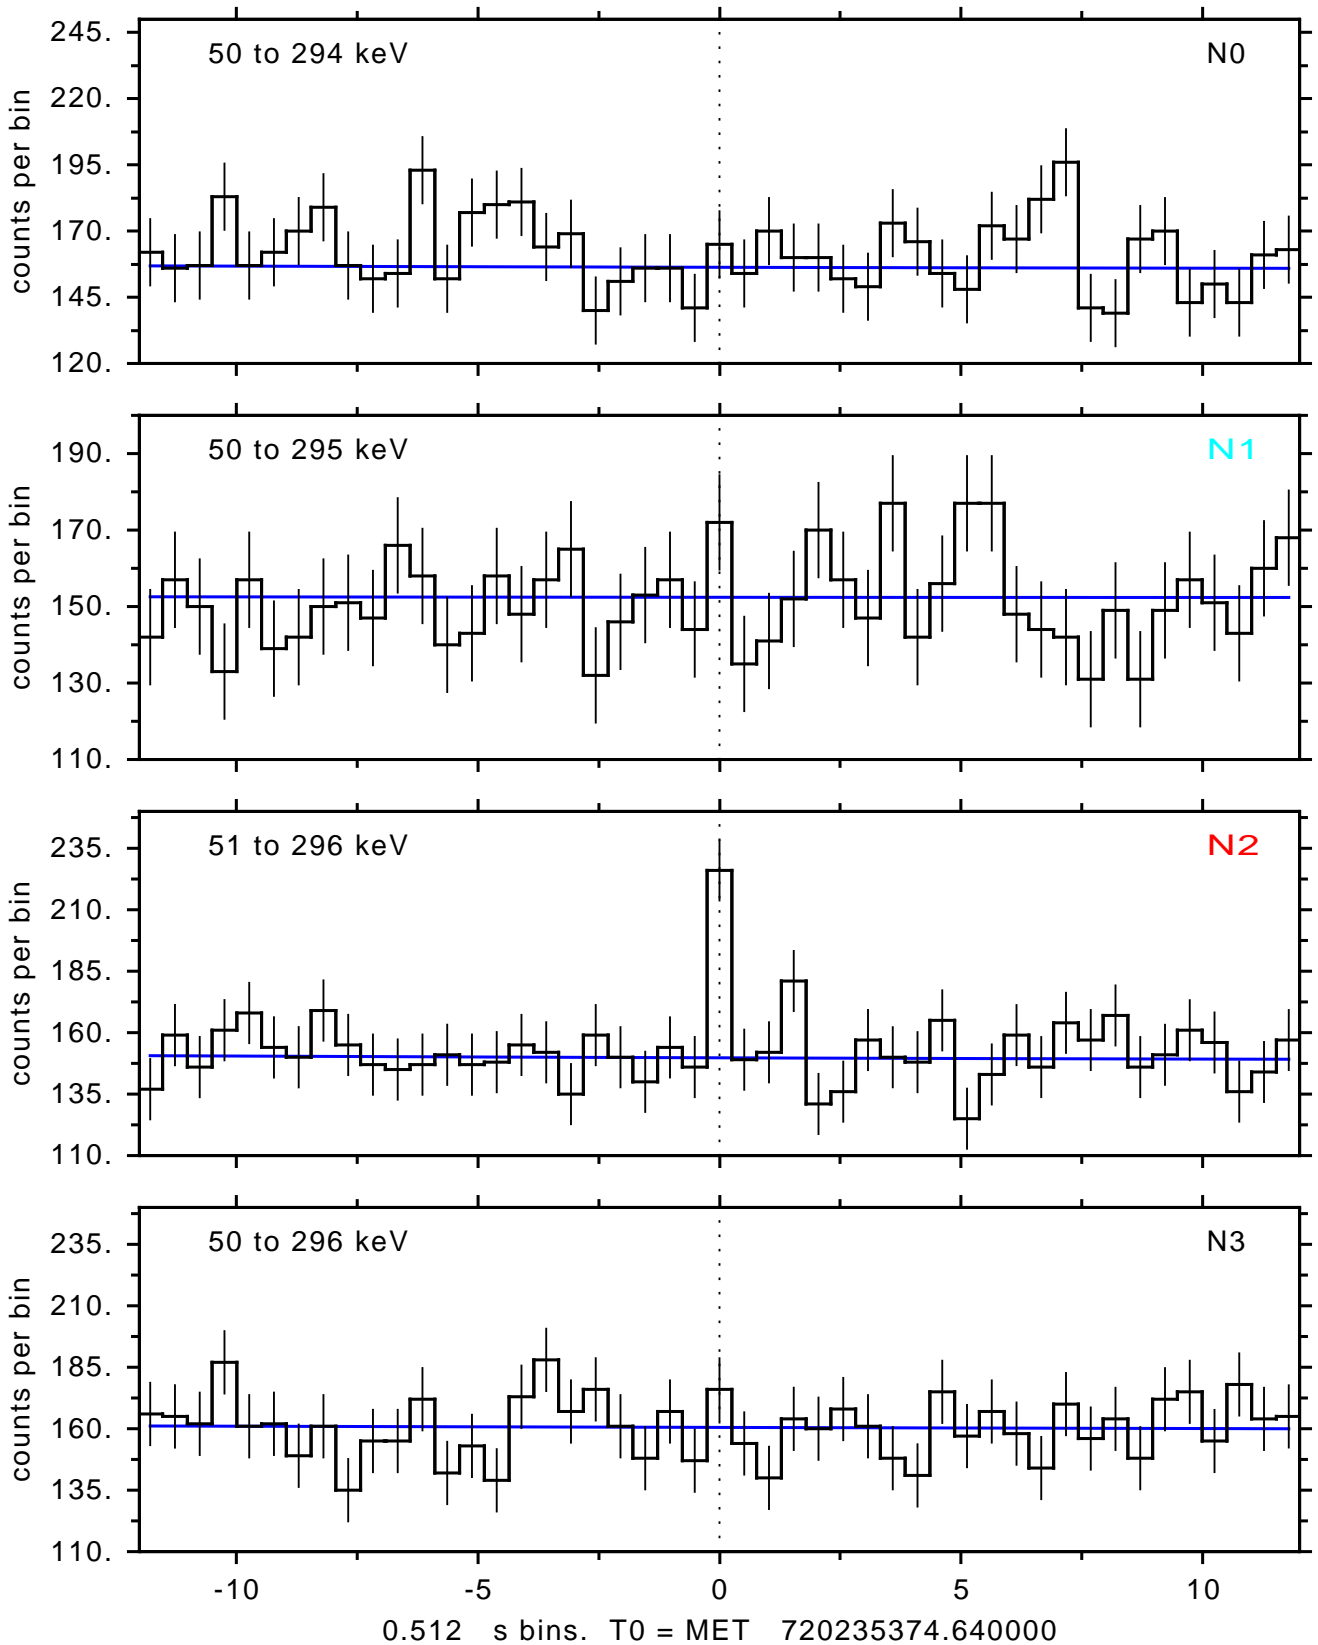 50 to 294 keV N0
245.
220.
195.
170.
145.
120.
counts per bin
50 to 295 keV N1
190.
170.
150.
130.
110.
counts per bin
51 to 296 keV N2
235.
210.
185.
160.
135.
110.
counts per bin
50 to 296 keV N3
235.
210.
185.
160.
135.
110.
counts per bin
-10 -5 0 5 10
0.512 s bins. T0 = MET 720235374.640000